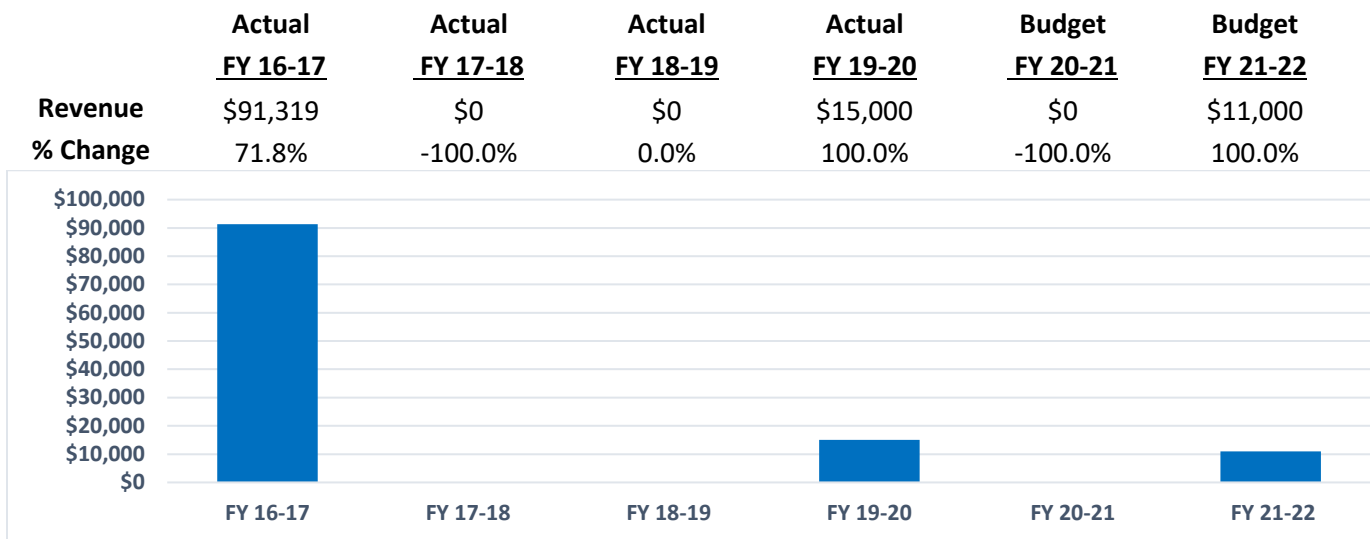 Actual Actual Actual Actual Budget Budget
FY 16-17 FY 17-18 FY 18-19 FY 19-20 FY 20-21 FY 21-22
Revenue $91,319 $0 $0 $15,000 $0 $11,000
% Change 71.8% -100.0% 0.0% 100.0% -100.0% 100.0%
$100,000
$90,000
$80,000
$70,000
$60,000
$50,000
$40,000
$30,000
$20,000
$10,000
$0
FY 16-17 FY 17-18 FY 18-19 FY 19-20 FY 20-21 FY 21-22